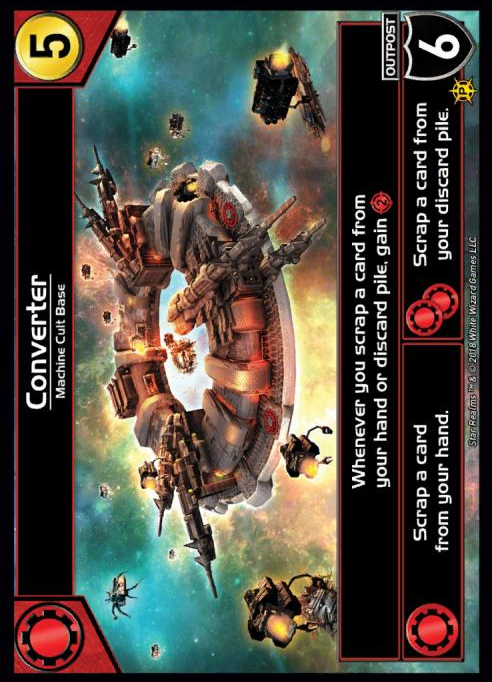 5
Converter
Machine Cult Base
OUTPOST
6
Whenever you scrap a card from
your hand or discard pile, gain 2
Scrap a card
from your hand.
Scrap a card from
your discard pile.
P
Star Realms™ & © 2018 White Wizard Games LLC